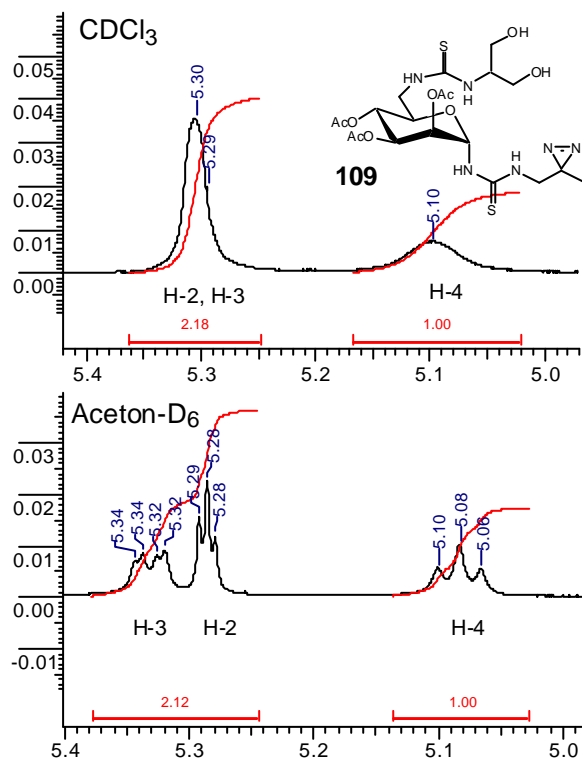 CDCl3
0.05
0.04
0.03
0.02
0.01
0.00
5.30
5.29
5.10
S
OH
HN
N
H
OH
OAc
AcO
AcO
N
N
N
H
H
N
S
109
H-2, H-3
H-4
2.18
1.00
5.4
5.3
5.2
5.1
5.0
Aceton-D6
0.03
0.02
0.01
0.00
-0.01
5.34
5.34
5.32
5.32
5.29
5.28
5.28
5.10
5.08
5.06
H-3
H-2
H-4
2.12
1.00
5.4
5.3
5.2
5.1
5.0